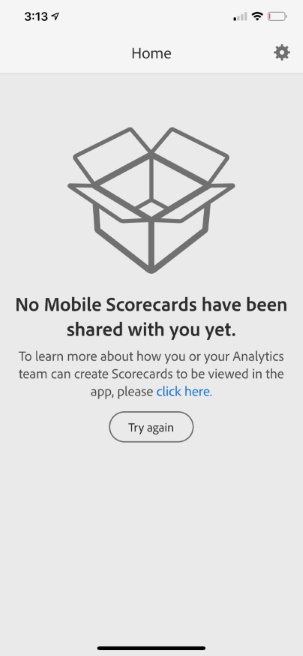 3:13
Home
No Mobile Scorecards have been
shared with you yet.
To learn more about how you or your Analytics
team can create Scorecards to be viewed in the
app, please click here.
Try again